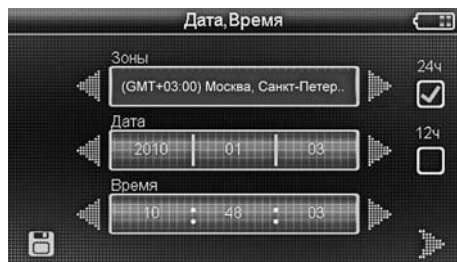 Дата,Время
Зоны
24ч
(GMT+03:00) Москва, Санкт-Петер..
Дата
12ч
2010 01 03
Время
10 : 48 : 03